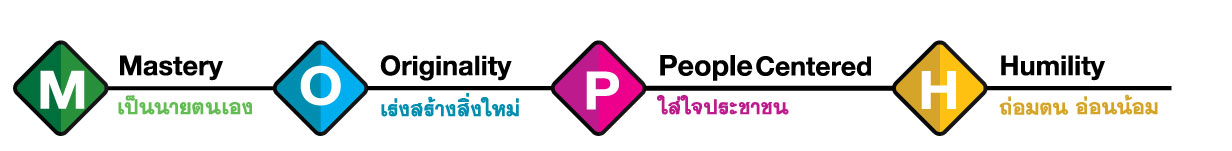 M
Mastery
เป็นนายตนเอง
O
Originality
เร่งสร้างสิ่งใหม่
P
People Centered
ใส่ใจประชาชน
H
Humility
ถ่อมตน อ่อนน้อม